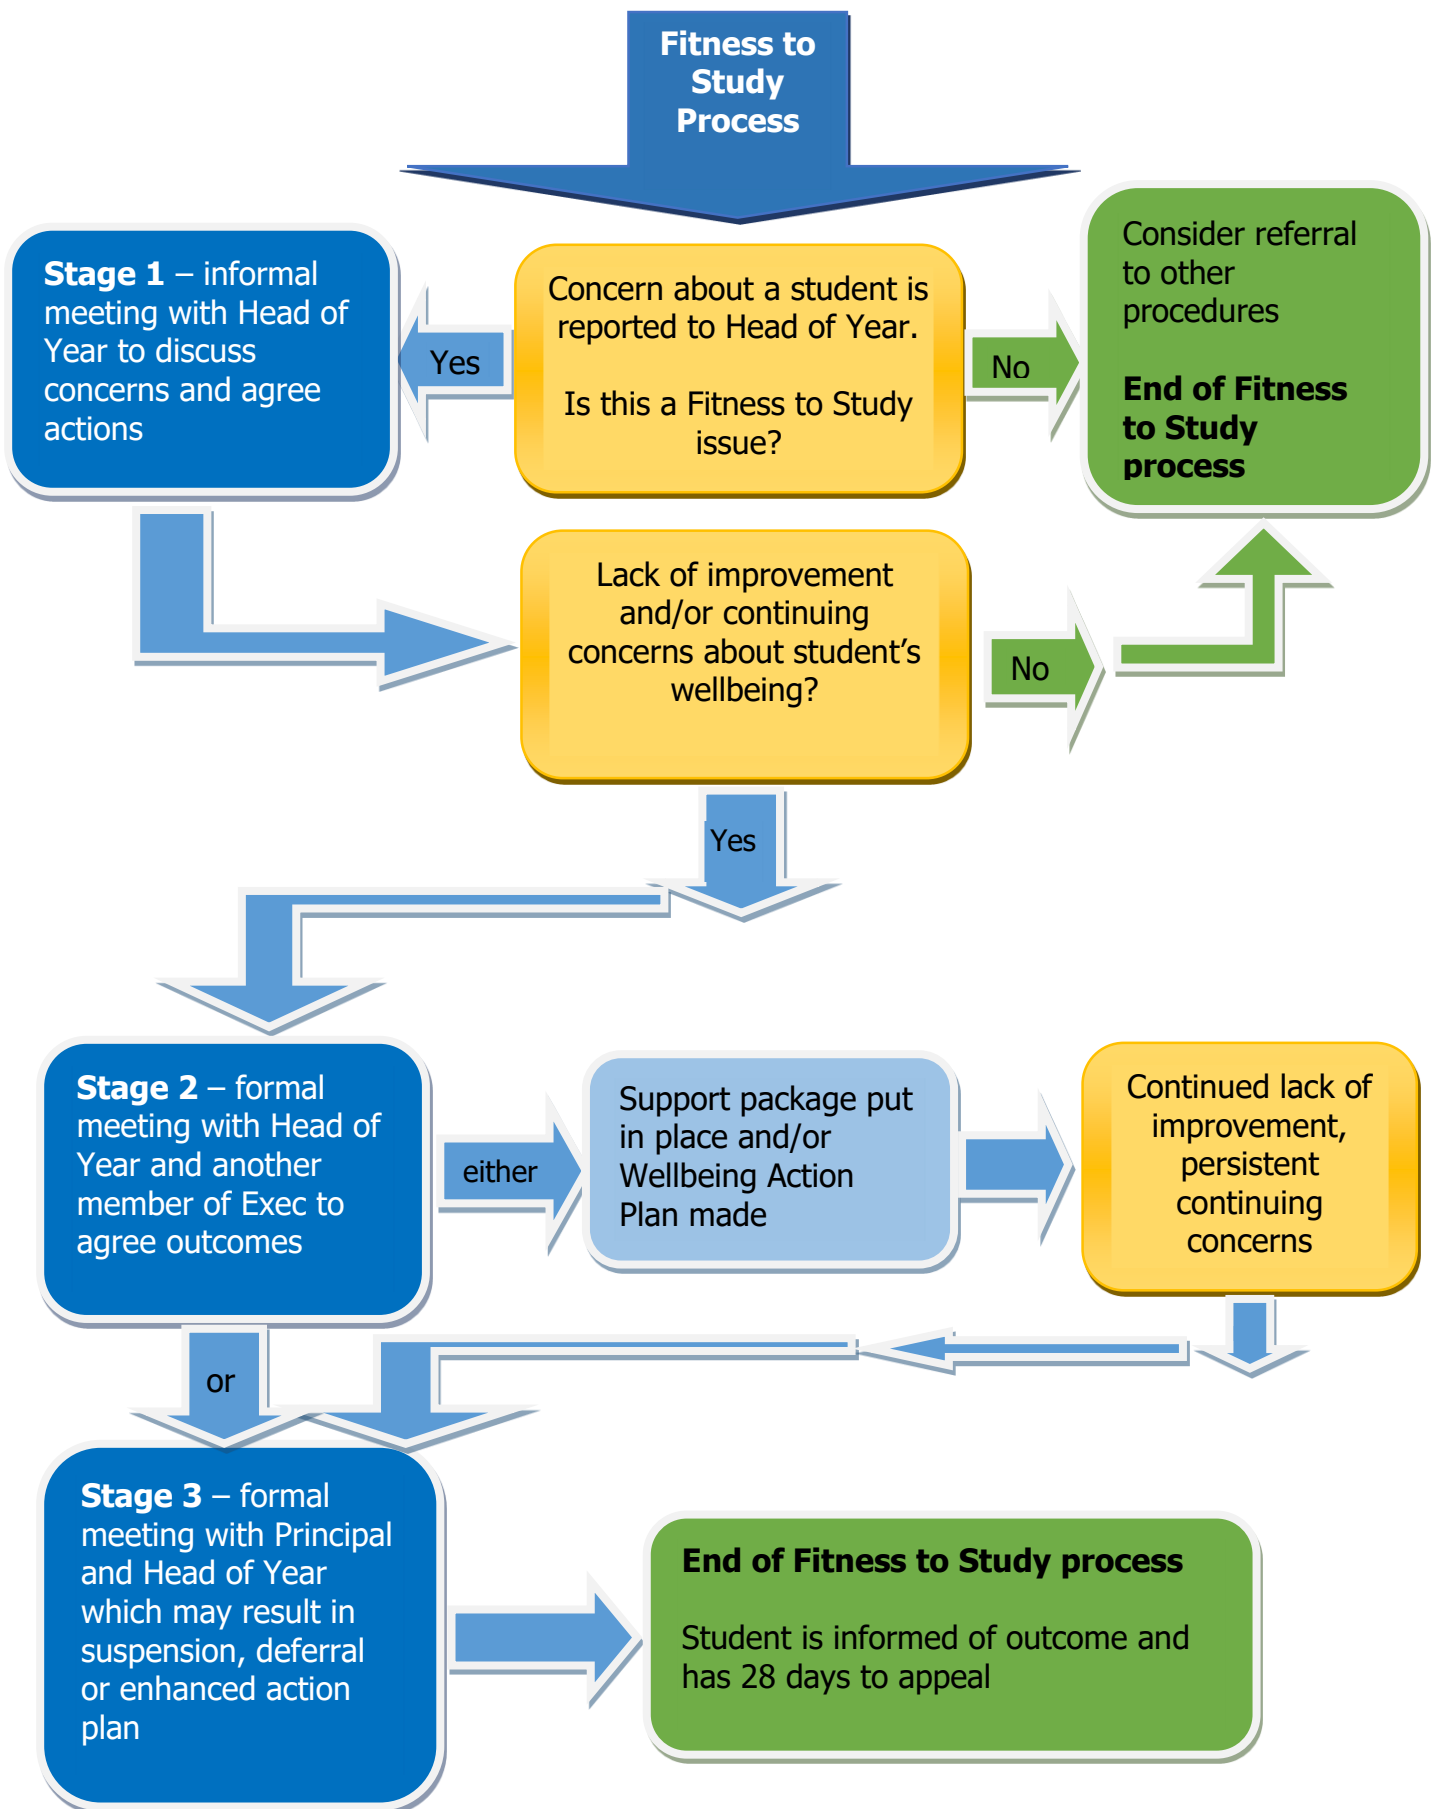 Fitness to
Study
Process
Stage 1 – informal
meeting with Head of
Year to discuss
concerns and agree
actions
Yes
Concern about a student is
reported to Head of Year.
Is this a Fitness to Study
issue?
No
Consider referral
to other
procedures
End of Fitness
to Study
process
Lack of improvement
and/or continuing
concerns about student’s
wellbeing?
No
Yes
Stage 2 – formal
meeting with Head of
Year and another
member of Exec to
agree outcomes
either
Support package put
in place and/or
Wellbeing Action
Plan made
Continued lack of
improvement,
persistent
continuing
concerns
or
Stage 3 – formal
meeting with Principal
and Head of Year
which may result in
suspension, deferral
or enhanced action
plan
End of Fitness to Study process
Student is informed of outcome and
has 28 days to appeal